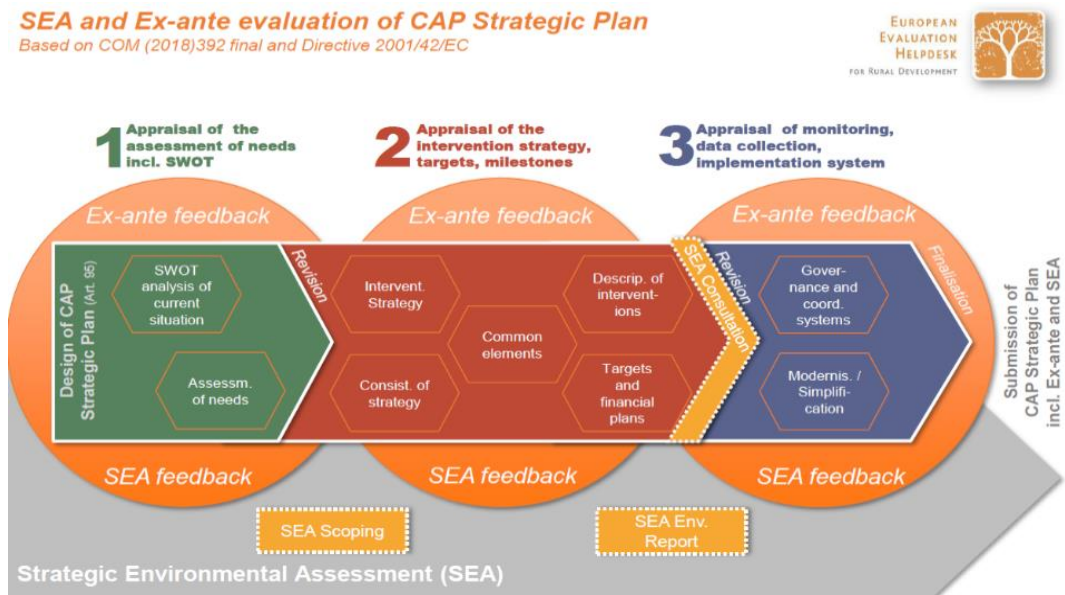 SEA and Ex-ante evaluation of CAP Strategic Plan
Based on COM (2018)392 final and Directive 2001/42/EC
EUROPEAN
EVALUATION
HELPDESK
FOR RURAL DEVELOPMENT
1
Appraisal of the
assessment of needs
incl. SWOT
2
Appraisal of the
intervention strategy,
targets, milestones
3
Appraisal of monitoring,
data collection,
implementation system
Ex-ante feedback
Ex-ante feedback
Ex-ante feedback
Design of CAP
Strategic Plan (Art. 95)
SWOT
analysis of
current
situation
Assessm.
of needs
Revision
Intervent.
Strategy
Consist. of
strategy
Common
elements
Descrip. of
intervent-
ions
Targets
and
financial
plans
SEA Consultation
Revision
Gover-
nance and
coord.
systems
Modernis. /
Simplifi-
cation
Finalisation
Submission of
CAP Strategic Plan
incl. Ex-ante and SEA
SEA feedback
SEA feedback
SEA feedback
SEA Scoping
SEA Env.
Report
Strategic Environmental Assessment (SEA)